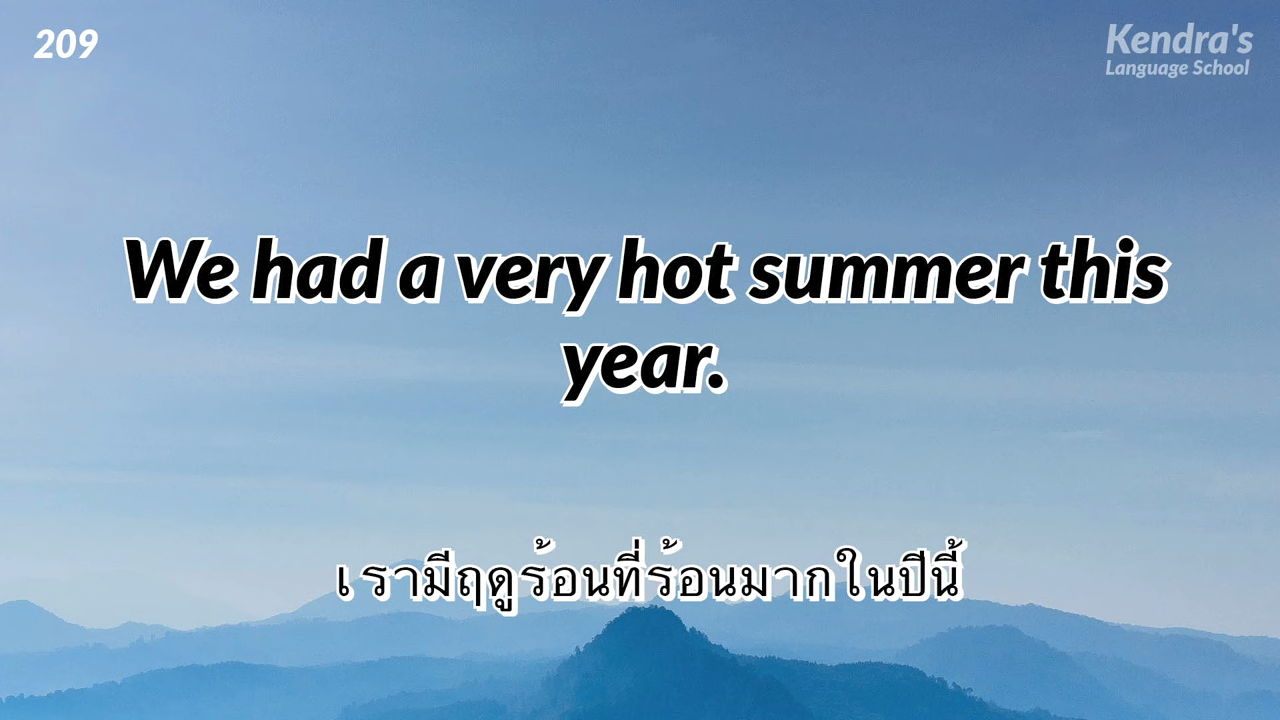 209
Kendra's
Language School
We had a very hot summer this
year.
เรามีฤดูร้อนที่ร้อนมากในปีนี้